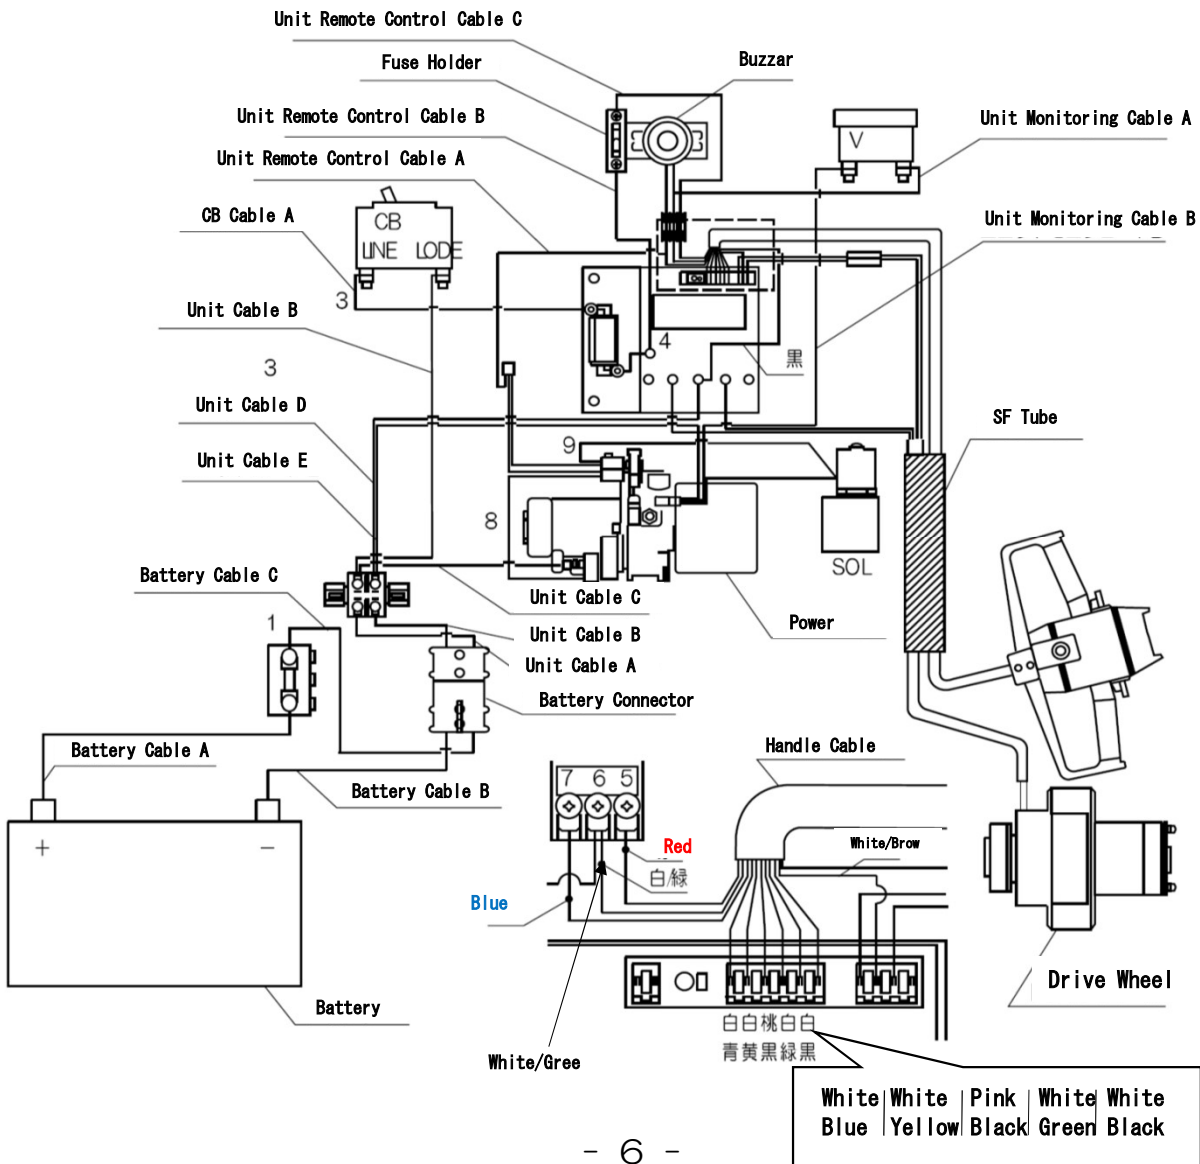 Unit Remote Control Cable C
Fuse Holder
Buzzar
Unit Remote Control Cable B
Unit Monitoring Cable A
V
Unit Remote Control Cable A
CB Cable A
CB
LINE LODE
Unit Monitoring Cable B
3
Unit Cable B
4
黒
3
Unit Cable D
SF Tube
9
Unit Cable E
8
SOL
Battery Cable C
Unit Cable C
1
Power
Unit Cable B
Unit Cable A
Battery Connector
Battery Cable A
Handle Cable
Battery Cable B
7 6 5
+ -
Red
White/Brow
白/緑
Blue
Drive Wheel
Battery
白白桃白白
青黄黒緑黒
White/Gree
White White Pink White White
Blue Yellow Black Green Black
- 6 -